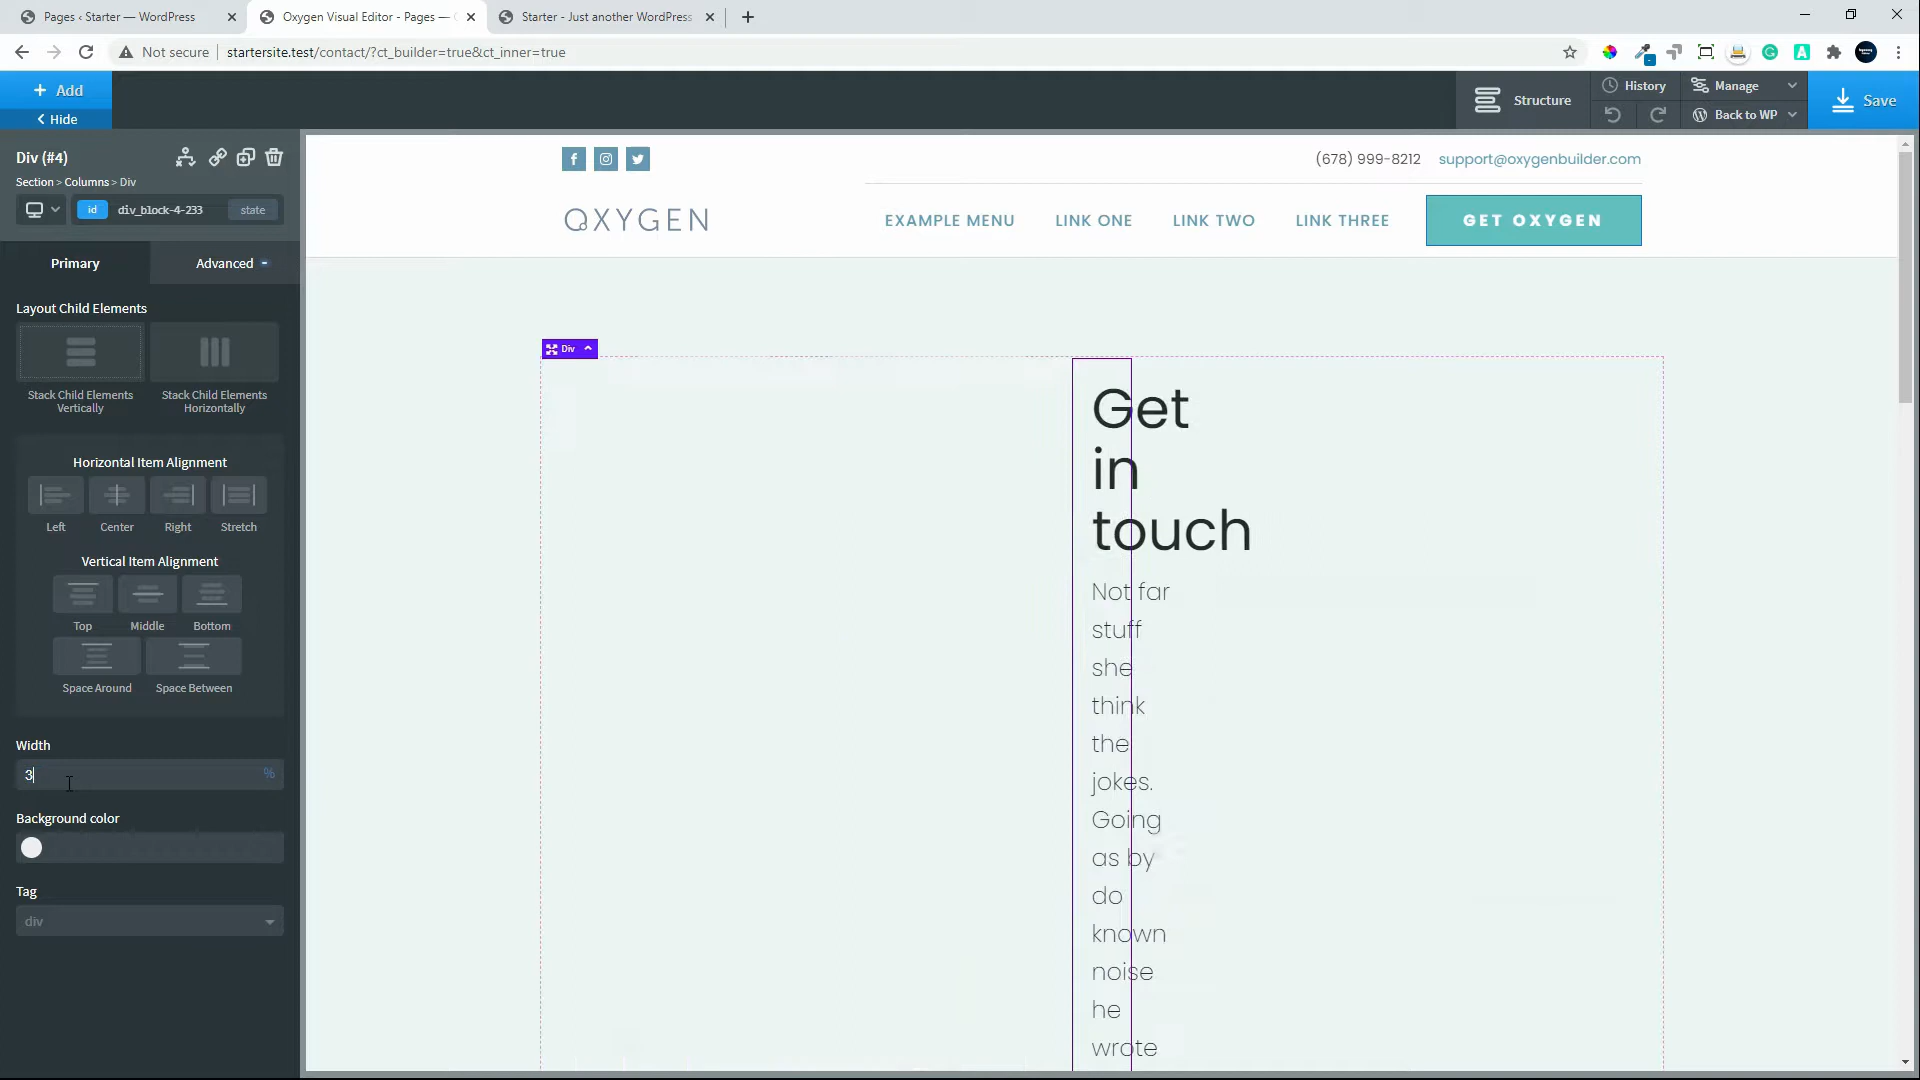 Pages ‹ Starter — WordPress
Oxygen Visual Editor - Pages —
Starter - Just another WordPress
Not secure
startersite.test/contact/?ct_builder=true&ct_inner=true
+ Add
Hide
Structure
History
Manage
Back to WP
Save
Div (#4)
Section > Columns > Div
id
div_block-4-233
state
Primary
Advanced
Layout Child Elements
Stack Child Elements
Vertically
Stack Child Elements
Horizontally
Horizontal Item Alignment
Left
Center
Right
Stretch
Vertical Item Alignment
Top
Middle
Bottom
Space Around
Space Between
Width
3
%
Background color
Tag
div
(678) 999-8212
support@oxygenbuilder.com
OXYGEN
EXAMPLE MENU
LINK ONE
LINK TWO
LINK THREE
GET OXYGEN
Div
Get
in
touch
Not far
stuff
she
think
the
jokes.
Going
as by
do
known
noise
he
wrote